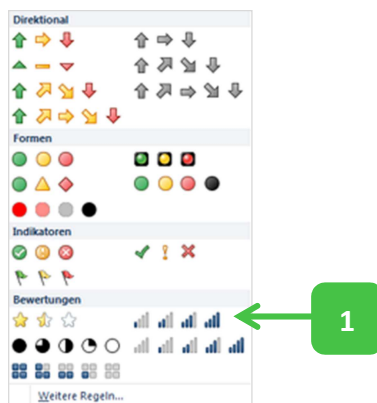 Direktional
Formen
Indikatoren
Bewertungen
1
Weitere Regeln...